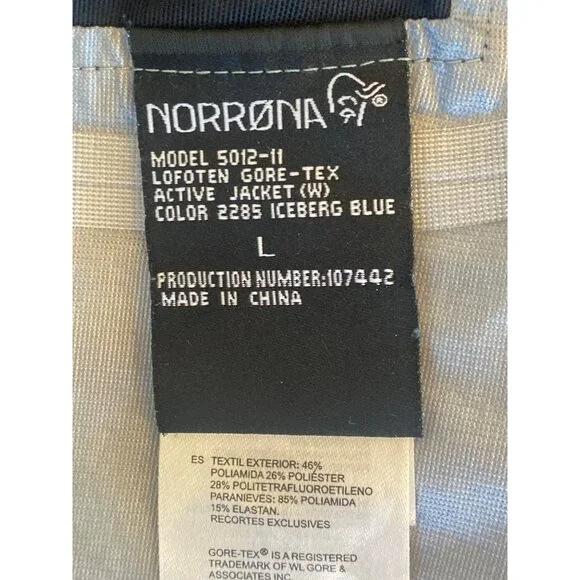 NORRØNA®
MODEL 5012-11
LOFOTEN GORE-TEX
ACTIVE JACKET (W)
COLOR 2285 ICEBERG BLUE
L
PRODUCTION NUMBER:107442
MADE IN CHINA
ES TEXTIL EXTERIOR: 46%
POLIAMIDA 26% POLIÉSTER
28% POLITETRAFLUOROETILENO
PARANIEVES: 85% POLIAMIDA
15% ELASTAN.
RECORTES EXCLUSIVES
GORE-TEX® IS A REGISTERED
TRADEMARK OF WL GORE &
ASSOCIATES INC.